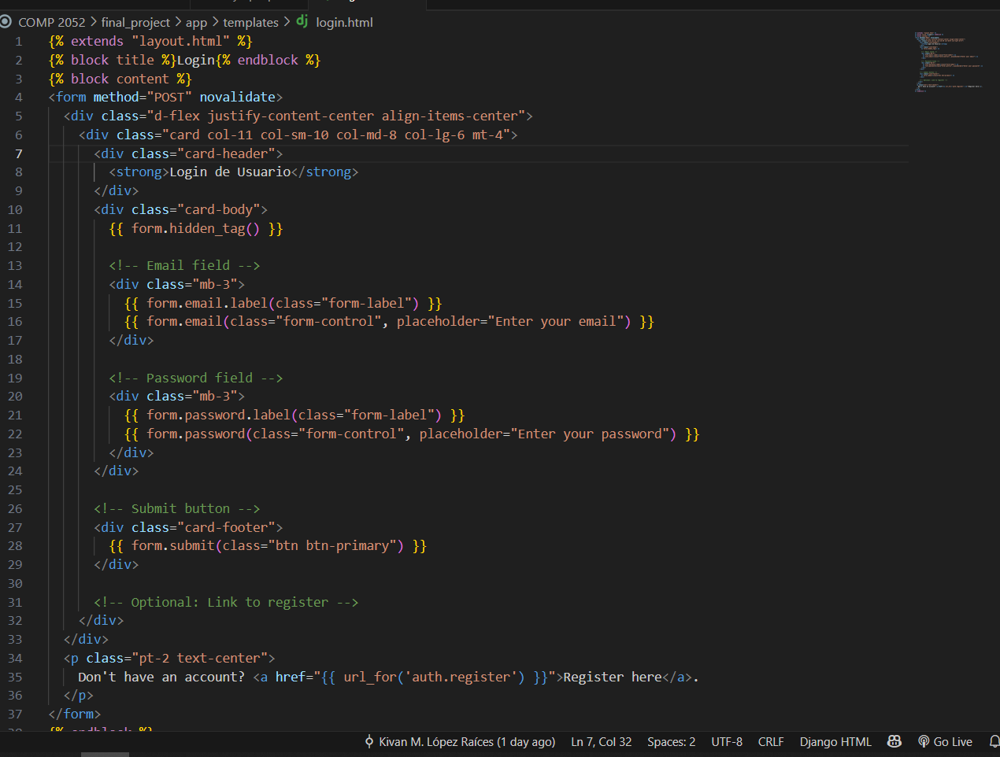 COMP 2052 > final_project > app > templates > dj login.html
1 {% extends "layout.html" %}
2 {% block title %}Login{% endblock %}
3 {% block content %}
4 <form method="POST" novalidate>
5 <div class="d-flex justify-content-center align-items-center">
6 <div class="card col-11 col-sm-10 col-md-8 col-lg-6 mt-4">
7 <div class="card-header">
8 <strong>Login de Usuario</strong>
9 </div>
10 <div class="card-body">
11 {{ form.hidden_tag() }}
12
13 <!-- Email field -->
14 <div class="mb-3">
15 {{ form.email.label(class="form-label") }}
16 {{ form.email(class="form-control", placeholder="Enter your email") }}
17 </div>
18
19 <!-- Password field -->
20 <div class="mb-3">
21 {{ form.password.label(class="form-label") }}
22 {{ form.password(class="form-control", placeholder="Enter your password") }}
23 </div>
24 </div>
25
26 <!-- Submit button -->
27 <div class="card-footer">
28 {{ form.submit(class="btn btn-primary") }}
29 </div>
30
31 <!-- Optional: Link to register -->
32 </div>
33 </div>
34 <p class="pt-2 text-center">
35 Don't have an account? <a href="{{ url_for('auth.register') }}">Register here</a>.
36 </p>
37 </form>
38 {% endblock %}
Kivan M. López Raíces (1 day ago) Ln 7, Col 32 Spaces: 2 UTF-8 CRLF Django HTML Go Live